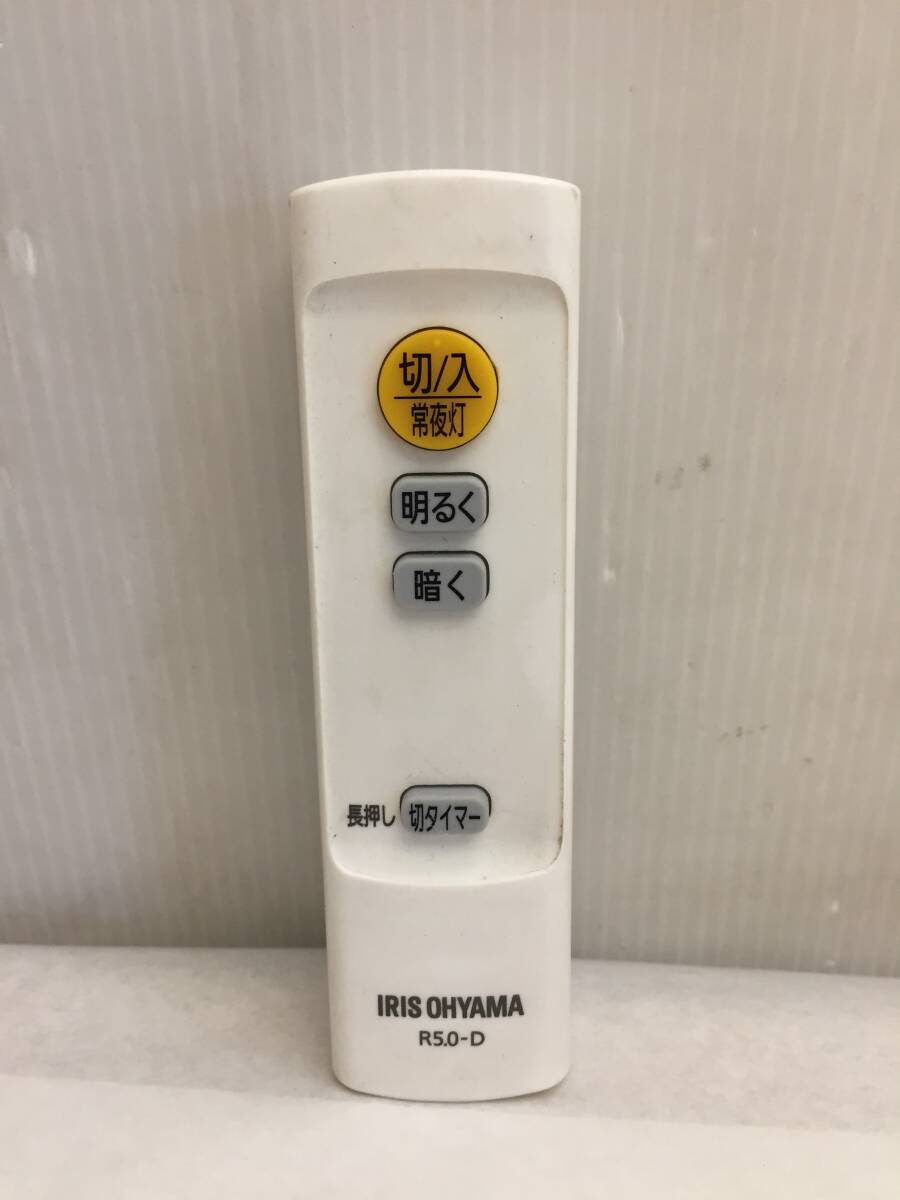 切/入
常夜灯
明るく
暗く
長押し 切タイマー
IRIS OHYAMA
R5.0-D